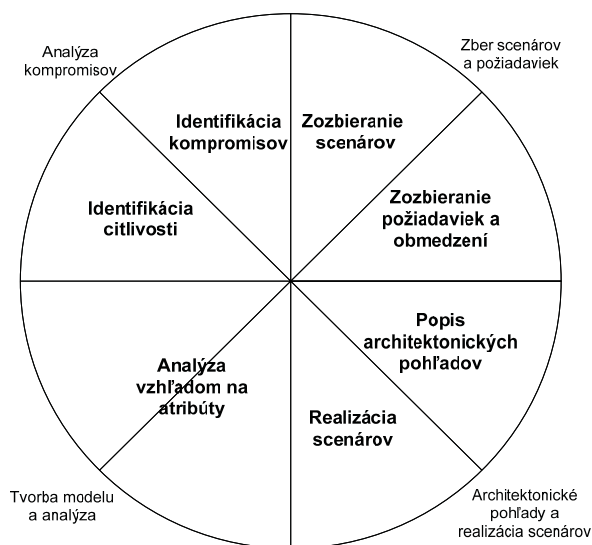 Analýza
kompromisov
Zber scenárov
a požiadaviek
Identifikácia
kompromisov
Zozbieranie
scenárov
Identifikácia
citlivosti
Zozbieranie
požiadaviek a
obmedzení
Analýza
vzhľadom na
atribúty
Popis
architektonických
pohľadov
Realizácia
scenárov
Tvorba modelu
a analýza
Architektonické
pohľady a
realizácia scenárov